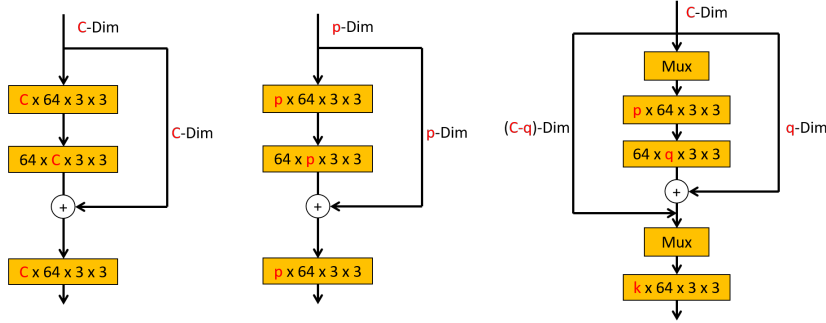 C-Dim
C x 64 x 3 x 3
C-Dim
64 x C x 3 x 3
+
C x 64 x 3 x 3
p-Dim
p x 64 x 3 x 3
p-Dim
64 x p x 3 x 3
+
p x 64 x 3 x 3
C-Dim
Mux
p x 64 x 3 x 3
(C-q)-Dim
q-Dim
64 x q x 3 x 3
+
Mux
k x 64 x 3 x 3